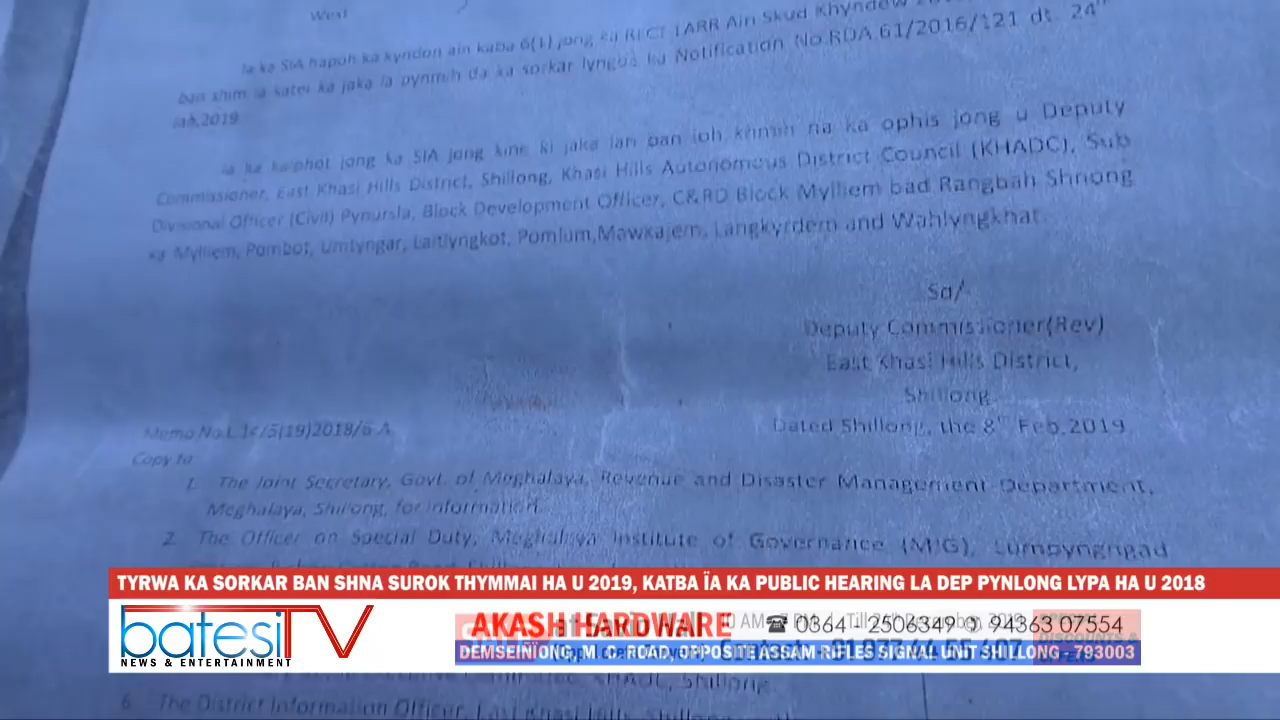 West
la ka SIA hapoh ka kyndon ain kaba 6(1) jong ka RFCT LARR Ain Skud Khyndew
ban shim ia katei ka jaka la pynmih da ka sorkar lyngba ka Notification No.RDA.61/2016/121 dt. 24th
Jan,2019
ia ka kaiphot jong ka SIA jong kine ki jaka lah ban ioh khmih na ka ophis jong u Deputy
Commissioner, East Khasi Hills District, Shillong, Khasi Hills Autonomous District Council (KHADC), Sub
Divisional Officer (Civil) Pynursla, Block Development Officer, C&RD Block Mylliem bad Rangbah Shnong
ka Mylliem, Pombot, Umtyngar, Laitlyngkot, Pomlum,Mawkajem, Langkyrdem and Wahlyngkhat.
Sd/-
Deputy Commissioner(Rev)
East Khasi Hills District,
Shillong
Dated Shillong, the 8th Feb,2019
Memo No.L.14/5(19)2018/6-A
Copy to
1. The Joint Secretary, Govt. of Meghalaya, Revenue and Disaster Management Department,
Meghalaya, Shillong, for information.
2. The Officer on Special Duty, Meghalaya Institute of Governance (MIG), Lumpyngngad
TYRWA KA SORKAR BAN SHNA SUROK THYMMAI HA U 2019, KATBA ÏA KA PUBLIC HEARING LA DEP PYNLONG LYPA HA U 2018
batesi TV
NEWS & ENTERTAINMENT
AKASH HARDWARE
0364 - 2506349 94363 07554
DEMSEIÑIONG, M. G. ROAD, OPPOSITE ASSAM RIFLES SIGNAL UNIT SHILLONG - 793003
KHADC, Shillong.
6. The District Information Officer, East Khasi Hills, Shillong